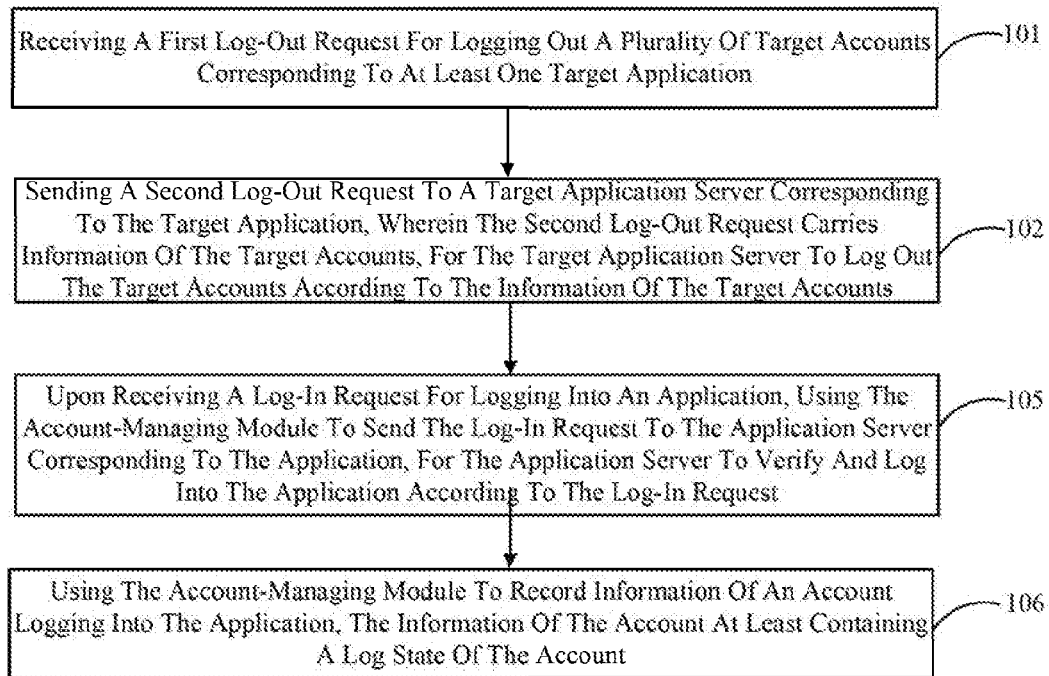 Receiving A First Log-Out Request For Logging Out A Plurality Of Target Accounts
Corresponding To At Least One Target Application
101
Sending A Second Log-Out Request To A Target Application Server Corresponding
To The Target Application, Wherein The Second Log-Out Request Carries
Information Of The Target Accounts, For The Target Application Server To Log Out
The Target Accounts According To The Information Of The Target Accounts
102
Upon Receiving A Log-In Request For Logging Into An Application, Using The
Account-Managing Module To Send The Log-In Request To The Application Server
Corresponding To The Application, For The Application Server To Verify And Log
Into The Application According To The Log-In Request
105
Using The Account-Managing Module To Record Information Of An Account
Logging Into The Application, The Information Of The Account At Least Containing
A Log State Of The Account
106